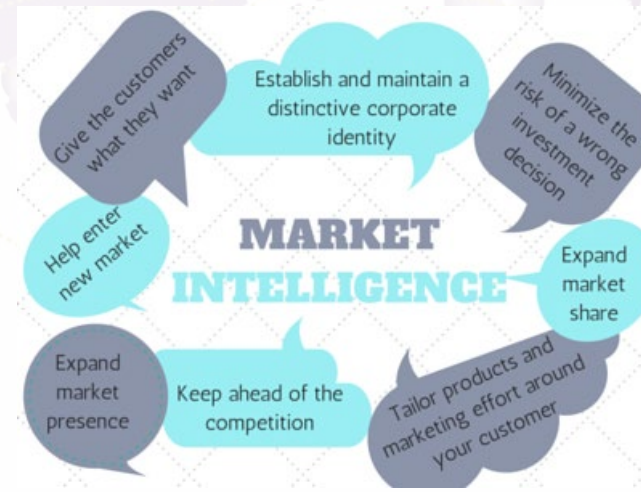 Give the customers
what they want
Establish and maintain a
distinctive corporate
identity
Minimize the
risk of a wrong
investment
decision
Help enter
new market
MARKET
INTELLIGENCE
Expand
market
share
Expand
market
presence
Keep ahead of the
competition
Tailor products and
marketing effort around
your customer